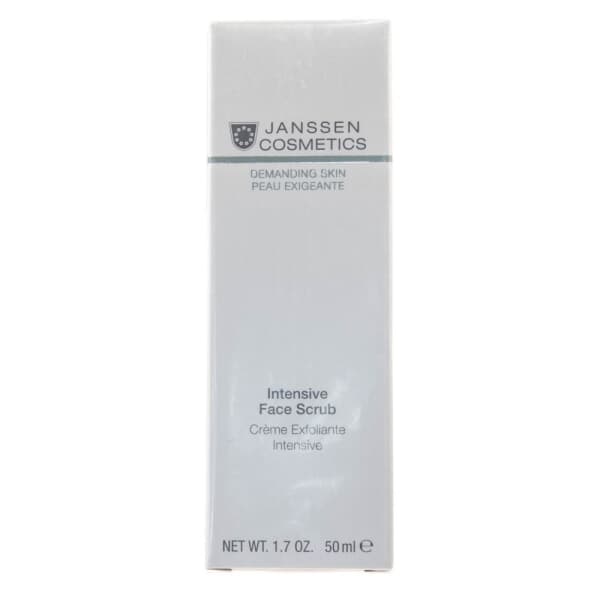 JANSSEN
COSMETICS
DEMANDING SKIN
PEAU EXIGEANTE
Intensive
Face Scrub
Crème Exfoliante
Intensive
NET WT. 1.7 OZ. 50 ml ℮